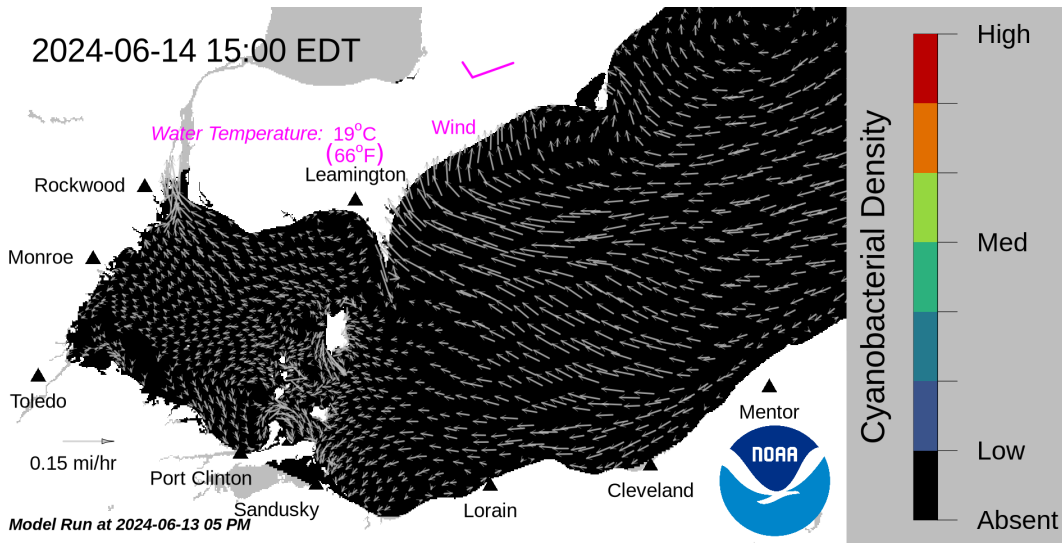 2024-06-14 15:00 EDT
Water Temperature: 19°C
(66°F)
Wind
Leamington
Rockwood
Monroe
Toledo
0.15 mi/hr
Port Clinton
Sandusky
Lorain
Cleveland
Mentor
NOAA
Model Run at 2024-06-13 05 PM
Cyanobacterial Density
High
Med
Low
Absent